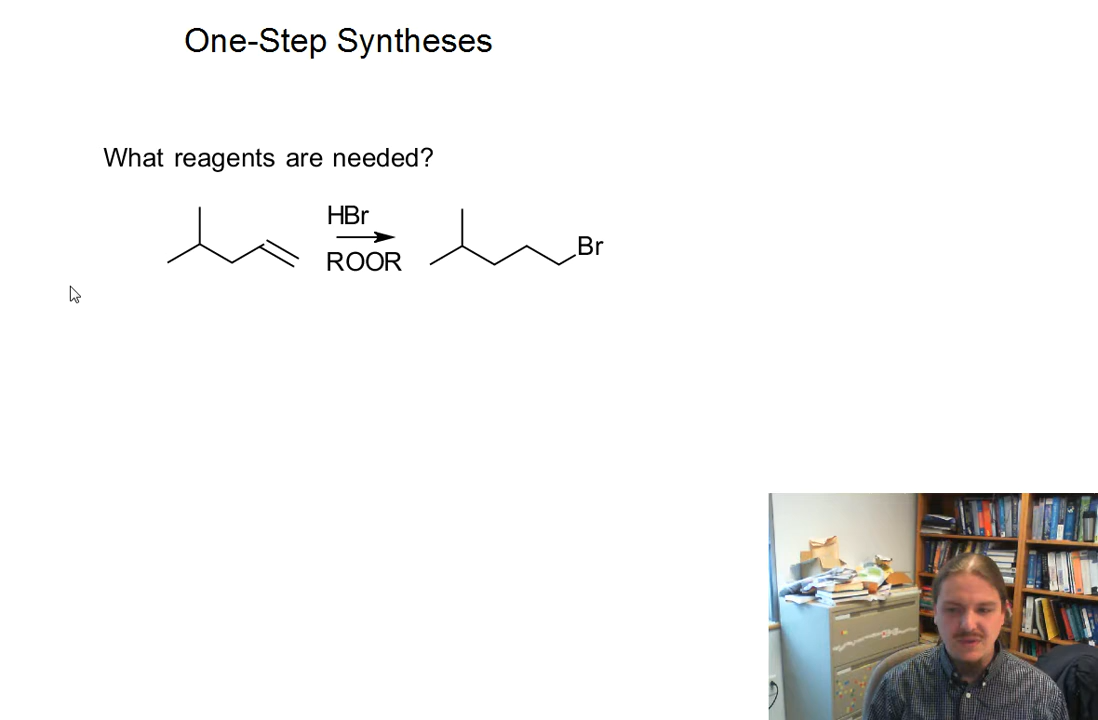 One-Step Syntheses
What reagents are needed?
HBr
ROOR
Br